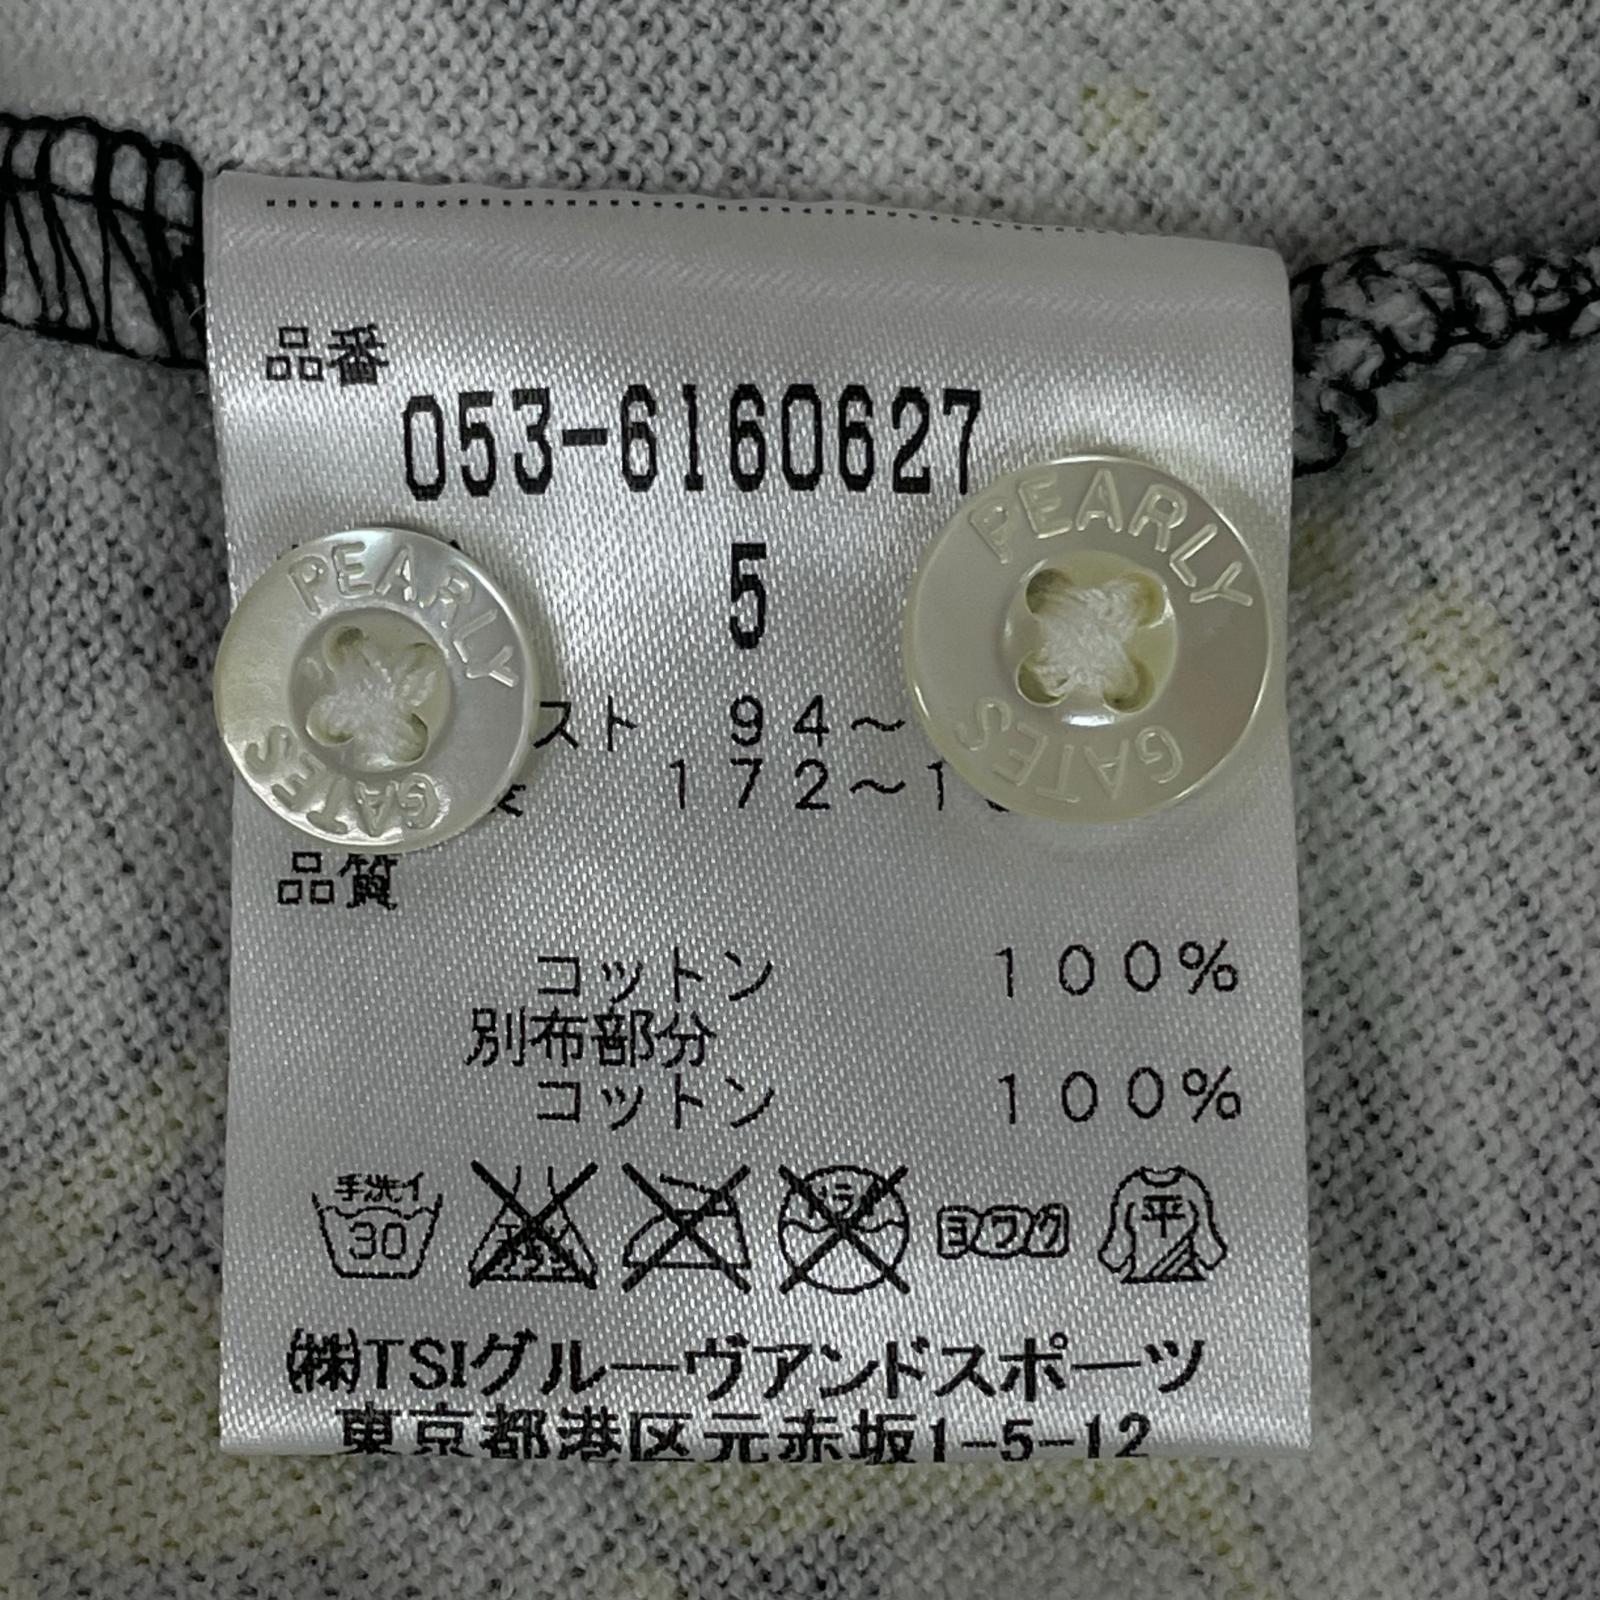 品番
053-6160627
5
PEARLY
GATES
PEARLY
GATES
スト 94～
172～1
品質
コットン 100%
別布部分
コットン 100%
手洗イ
30
ヨワク
平
㈱TSIグルーヴアンドスポーツ
東京都港区元赤坂1-5-12